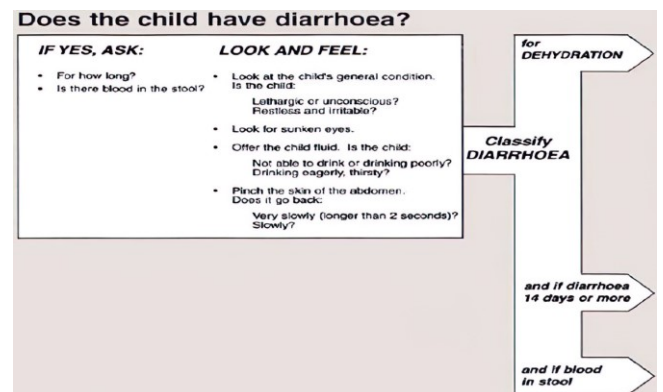 Does the child have diarrhoea?
IF YES, ASK:
• For how long?
• Is there blood in the stool?
LOOK AND FEEL:
• Look at the child's general condition.
Is the child:
Lethargic or unconscious?
Restless and irritable?
• Look for sunken eyes.
• Offer the child fluid. Is the child:
Not able to drink or drinking poorly?
Drinking eagerly, thirsty?
• Pinch the skin of the abdomen.
Does it go back:
Very slowly (longer than 2 seconds)?
Slowly?
Classify
DIARRHOEA
for
DEHYDRATION
and if diarrhoea
14 days or more
and if blood
in stool